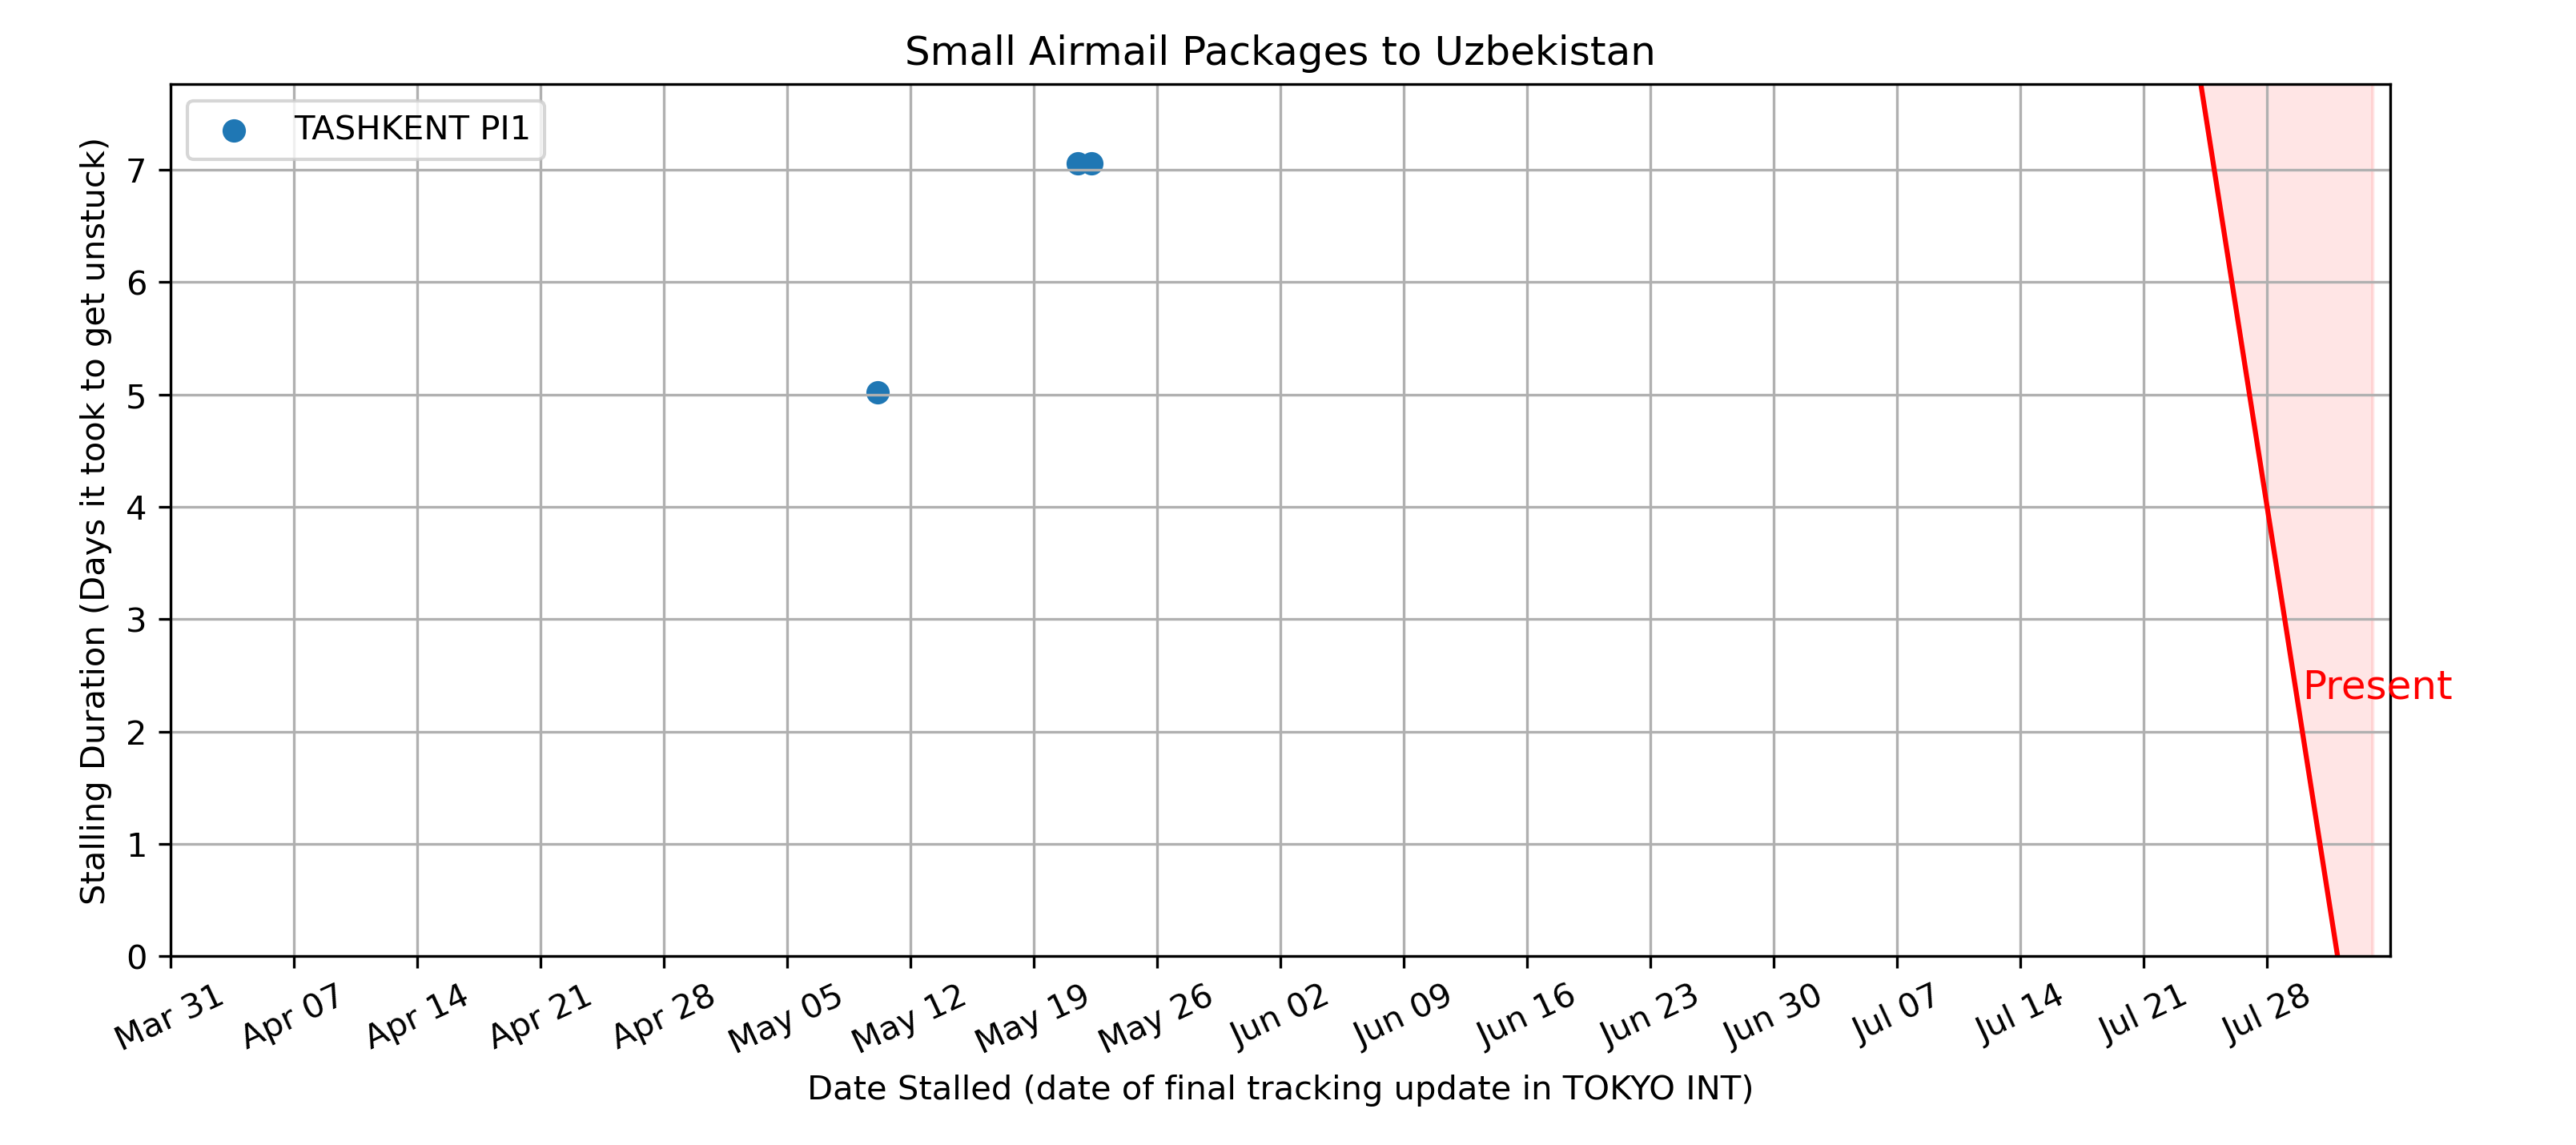 Small Airmail Packages to Uzbekistan
TASHKENT PI1
Stalling Duration (Days it took to get unstuck)
7
6
5
4
3
2
1
0
Present
Mar 31
Apr 07
Apr 14
Apr 21
Apr 28
May 05
May 12
May 19
May 26
Jun 02
Jun 09
Jun 16
Jun 23
Jun 30
Jul 07
Jul 14
Jul 21
Jul 28
Date Stalled (date of final tracking update in TOKYO INT)